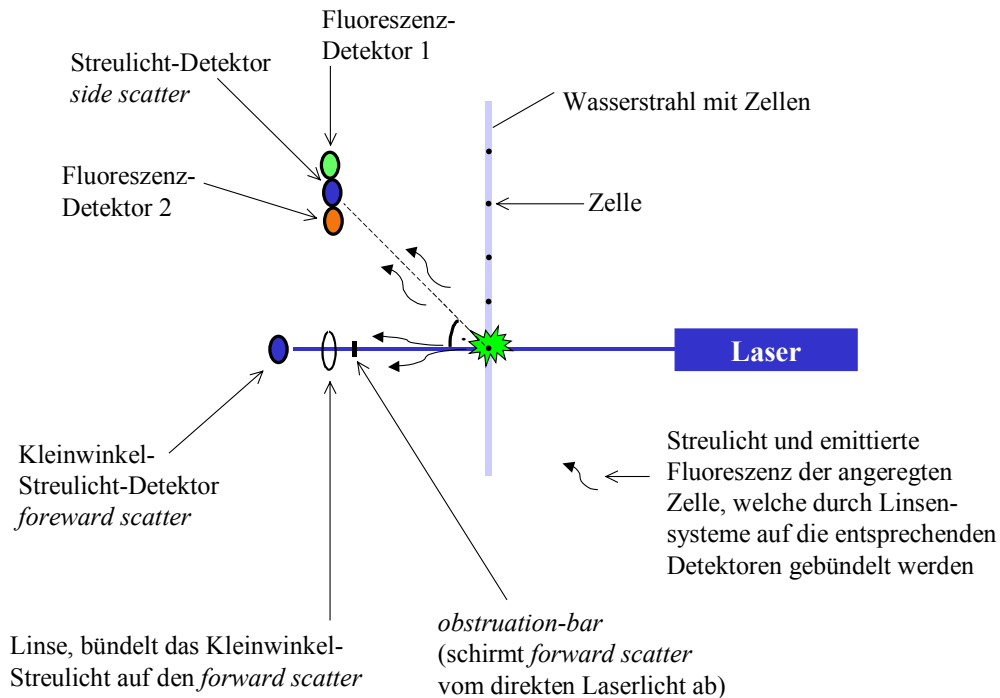 Fluoreszenz-
Detektor 1
Streulicht-Detektor
side scatter
Wasserstrahl mit Zellen
Fluoreszenz-
Detektor 2
Zelle
Laser
Kleinwinkel-
Streulicht-Detektor
foreward scatter
Streulicht und emittierte
Fluoreszenz der angeregten
Zelle, welche durch Linsen-
systeme auf die entsprechenden
Detektoren gebündelt werden
Linse, bündelt das Kleinwinkel-
Streulicht auf den forward scatter
obstruation-bar
(schirmt forward scatter
vom direkten Laserlicht ab)